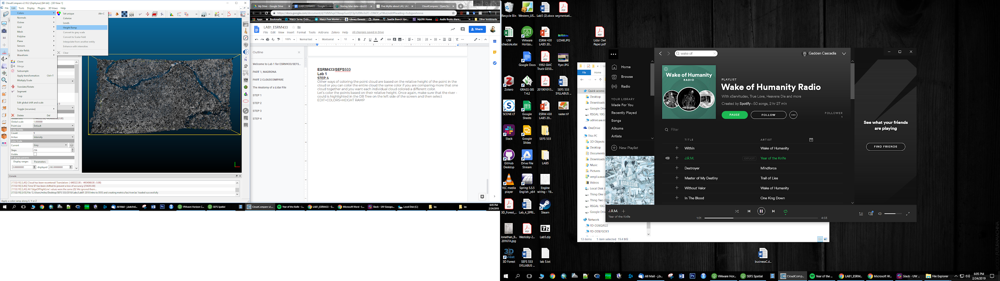 CloudCompare v2.10.2 (Zephyrus) [64-bit] - [3D View 1]
File Edit Tools Display Plugins 3D Views Help
Colors
Normals
Octree
Grid
Mesh
Polyline
Plane
Sensors
Scalar fields
Waveform
Clone
Merge
Subsample
Apply transformation Ctrl+T
Multiply/Scale
Translate/Rotate
Segment
Crop
Edit global shift and scale
Toggle (recursive)
Delete Del
Set unique Alt+C
Colorize
Levels
Height Ramp
Convert to grey scale
Convert to Scalar field
Interpolate from another entity
Enhance with intensities
Clear
Global scale 1.000000
Point size Default
Scalar Fields
Count 9
Active Intensity
Color Scale
Current Grey
Steps 256
Visible
SF display params
Display ranges Parameters
0.00000000 displayed 248.00000000
Console
[17:32:18] [LAS] Cloud has been recentered! Translation: (-648322.00 ; -4434060.00 ; 0.00)
[17:32:18] [LAS] Time SF has been shifted to prevent a loss of accuracy (254203.80)
[17:32:19] [LAS] All 'EdgeOfFlightLine' values were the same (0)! We ignored them...
[17:32:19] [I/O] File 'C:/Users/miles/Desktop/SEFS 533/2018/Labs/Lab01 2018 Intro to DOS and creating metrics/las/river.las' loaded successfully
Apply a color ramp along X, Y or Z
My Drive - Google Drive
LAB1_ESRM433 - Google
Storing lidar data—ArcGIS
Five Myths about LAS, LAZ
CloudCompare - Open So
Apps Bookmarks Watch Series Online... Watch Free Movies ... Library Genesis Home Seattle Branch Upc... MyUW: Home Audio Books share... Other bookmarks
LAB1_ESRM433
File Edit View Insert Format Tools Add-ons Zotero Help All changes saved in Drive
Share
100% Normal text Montserrat 12
Outline
Welcome to Lab 1 for ESRM433/SEFS...
PART 1, MADRONA
PART 2 CLOUDCOMPARE
The Anatomy of a Lidar File
STEP 1
STEP 2
STEP 3
STEP 4
ESRM433/SEFS533
Lab 1
STEP 4
Other ways of coloring the point cloud are based on the relative height of the point in the
cloud or you can color the entire cloud the same color if you are comparing more that one
cloud together and you want each individual cloud colored a different color.
Let's color the points based on their relative height. Once again, make sure that the river -
could is highlighted in the DB Tree on the left side of the screen and then select
EDIT>COLORS>HEIGHT RAMP
All Mail - j.batchel... VMware Horizon C... SEFS Spatial CloudCompare v2.... Year of the Knife - J... LAB1_ESRM433 - G... Microsoft Word - L... Slack - UW Geospa... Local Disk (C:) las las
6:05 PM
2/24/2019
Recycle Bin
Western_US...
Lab5 (2).docx
segmentati...
UW
schedule.xlsx
VMware
Horizo...
ESRM 430
LAB5 20...
LIDAR.JPG
Lidar Owl
Paper.pdf
Google Docs
1992 GMC
Truck G350...
flyer.JPG
Zotero
GRASS GIS
7.4.2
201901015...
SEFS 533
SYLLABUS ...
SCENE LT
Google
Sheets
ESRM 430
LAB5 20...
raster.tif
Slack
Google
Slides
SEFS 533
GitHub
Desktop
Drive File
Stream
LAB5
VLC media
player
Spring 5.5.5
English _x64
Engine
wiring - 19...
3D_Forest_...
Lab_4_SPRI...
Steam
Jonathan_B...
2016TA.jpg
Westoby-2...
Lab5.zip
3D Forest
SEFS 533
SYLLABUS ...
lab 5.txt
businessC.d...
File Home
Quick access
Desktop
Downloads
Google Dri
RSGAL 10G
udrive.uw.ec
OneDrive
This PC
3D Objects
Desktop
Documents
Downloads
Music
Pictures
vergil.u.was
Videos
Local Disk (
Thing One (
Thing Two (
RSGAL 10G
Google Driv
Network
FD-D26QJR22
FD-DDLFGCK1
13 items 1 item selected 19.4 MB
wake of
Gedden Cascadia
Home
Browse
Radio
YOUR LIBRARY
Made For You
Recently Played
Songs
Albums
Artists
New Playlist
Wake of Humanity
RADIO
PLAYLIST
Wake of Humanity Radio
With xServitudex, True Love, Heavens Die and more
Created by Spotify • 50 songs, 2 hr 27 min
PAUSE FOLLOW
FOLLOWER
1
Filter
TITLE ARTIST
Within Wake of Humanity
J.R.M. EXPLICIT Year of the Knife
Destroyer Mindforce
Master of My Destiny Trail of Lies
Without Valor Wake of Humanity
In The Blood One King Down
See what your friends
are playing
FIND FRIENDS
ULTIMATE
AGGRESSION
J.R.M.
Year of the Knife
1:01 4:03
All Mail - j.b... VMware Hor... SEFS Spatial CloudComp... Year of the ... LAB1_ESRM... Microsoft W... Slack - UW ... File Explorer
6:05 PM
2/24/2019